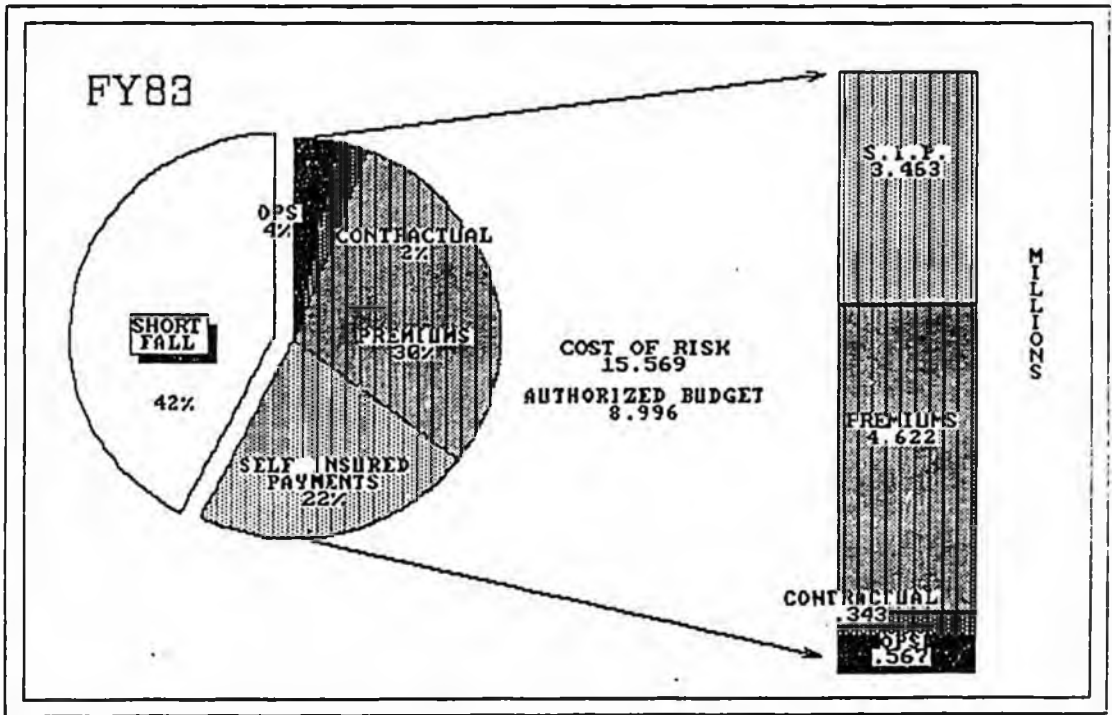 FY83
OPS
4%
CONTRACTUAL
2%
PREMIUMS
30%
SHORT
FALL
42%
SELF INSURED
PAYMENTS
22%
COST OF RISK
15.569
AUTHORIZED BUDGET
8.996
S.I.P.
3.463
PREMIUMS
4.622
CONTRACTUAL
.343
OPS
.567
MILLIONS